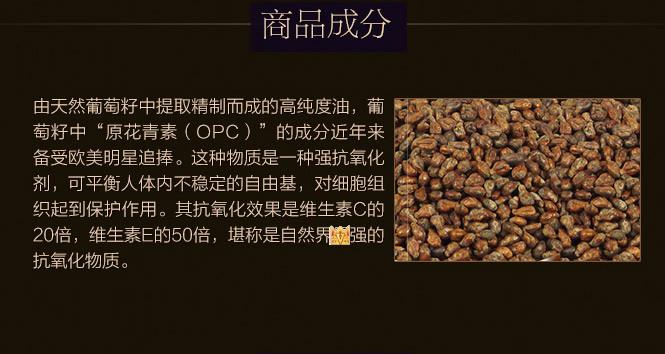 商品成分
由天然葡萄籽中提取精制而成的高纯度油，葡
萄籽中“原花青素（OPC）”的成分近年来
备受欧美明星追捧。这种物质是一种强抗氧化
剂，可平衡人体内不稳定的自由基，对细胞组
织起到保护作用。其抗氧化效果是维生素C的
20倍，维生素E的50倍，堪称是自然界强的
抗氧化物质。